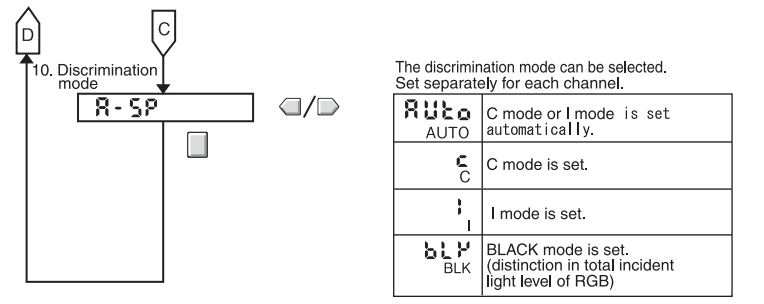 D
C
10. Discrimination
mode
A-SP
/
The discrimination mode can be selected.
Set separately for each channel.
AUto
AUTO
C mode or I mode is set
automatically.
c
C
C mode is set.
I
I
I mode is set.
bLK
BLK
BLACK mode is set.
(distinction in total incident
light level of RGB)